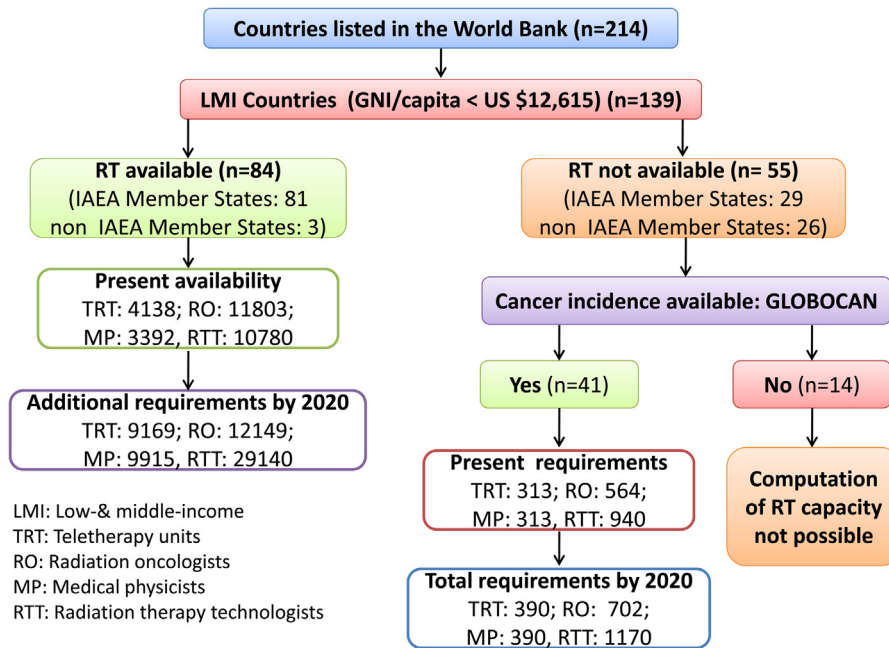 Countries listed in the World Bank (n=214)
LMI Countries (GNI/capita < US $12,615) (n=139)
RT available (n=84)
(IAEA Member States: 81
non IAEA Member States: 3)
RT not available (n= 55)
(IAEA Member States: 29
non IAEA Member States: 26)
Present availability
TRT: 4138; RO: 11803;
MP: 3392, RTT: 10780
Cancer incidence available: GLOBOCAN
Yes (n=41)
No (n=14)
Additional requirements by 2020
TRT: 9169; RO: 12149;
MP: 9915, RTT: 29140
Present requirements
TRT: 313; RO: 564;
MP: 313, RTT: 940
Computation
of RT capacity
not possible
Total requirements by 2020
TRT: 390; RO: 702;
MP: 390, RTT: 1170
LMI: Low-& middle-income
TRT: Teletherapy units
RO: Radiation oncologists
MP: Medical physicists
RTT: Radiation therapy technologists